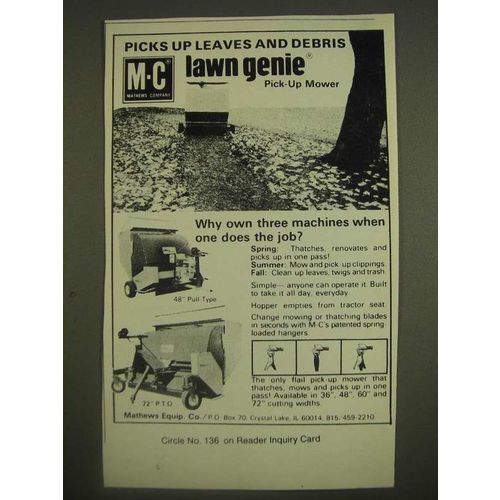 PICKS UP LEAVES AND DEBRIS
M-C®
MATHEWS COMPANY
lawn genie®
Pick-Up Mower
Why own three machines when
one does the job?
Spring: Thatches, renovates and
picks up in one pass!
Summer: Mow and pick up clippings.
Fall: Clean up leaves, twigs and trash.
Simple— anyone can operate it. Built
to take it all day, everyday.
Hopper empties from tractor seat.
Change mowing or thatching blades
in seconds with M-C's patented spring-
loaded hangers.
48" Pull-Type
72" P.T.O.
The only flail pick-up mower that
thatches, mows and picks up in one
pass! Available in 36", 48", 60" and
72" cutting widths.
Mathews Equip. Co./P.O. Box 70, Crystal Lake, IL 60014, 815/459-2210
Circle No. 136 on Reader Inquiry Card